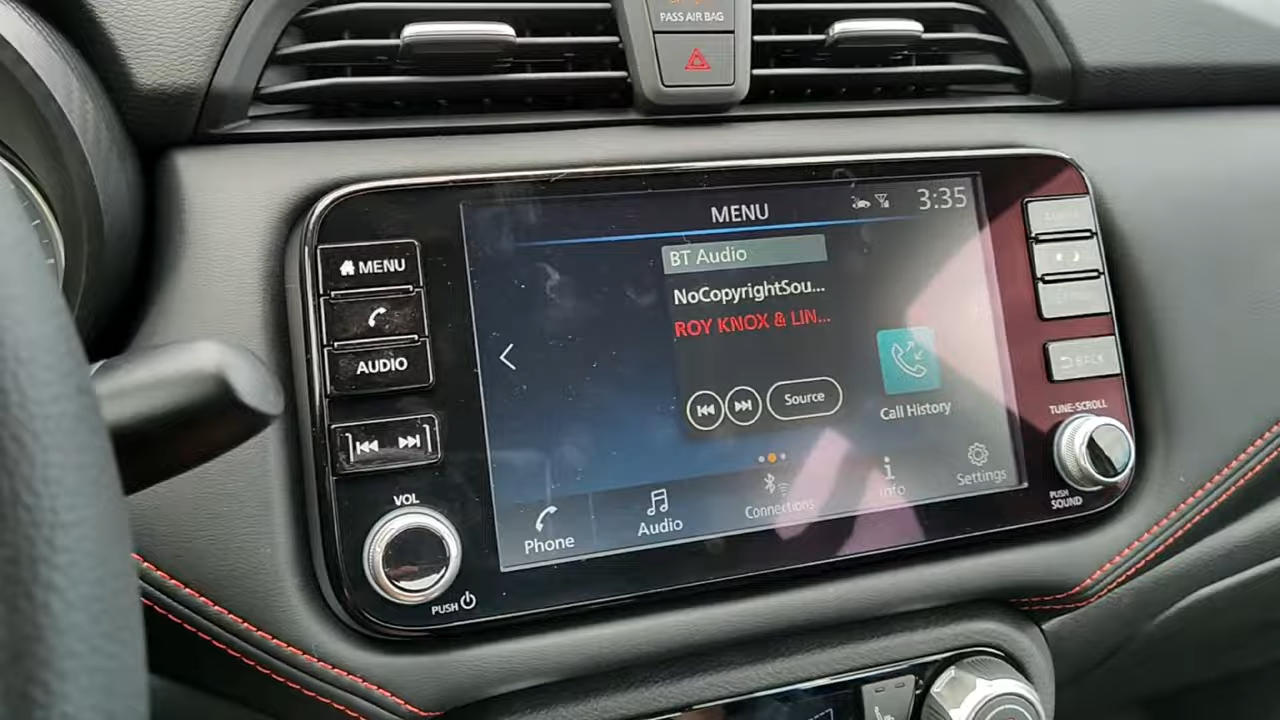 PASS AIR BAG
MENU
3:35
BT Audio
MENU
NoCopyrightSou...
ROY KNOX & LIN...
AUDIO
BACK
Source
Call History
TUNE·SCROLL
VOL
Phone
Audio
Connections
Info
Settings
PUSH
SOUND
PUSH